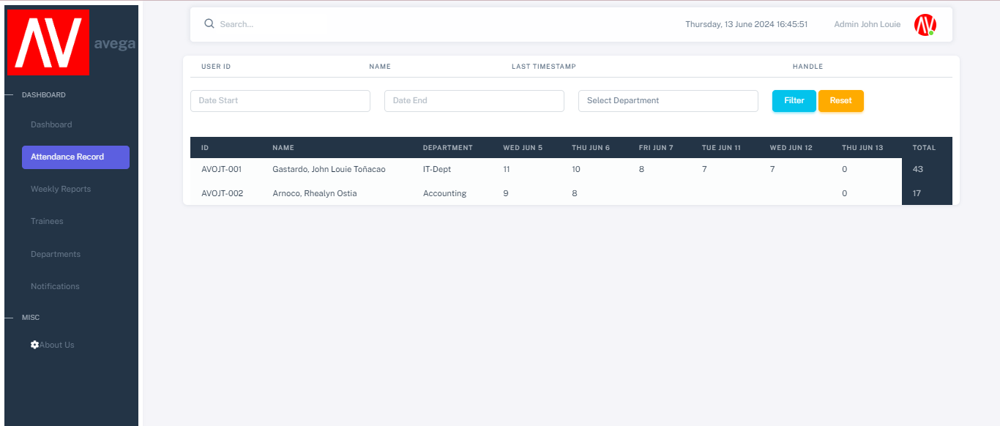 AV avega
Search... Thursday, 13 June 2024 16:45:51 Admin John Louie AV
DASHBOARD
Dashboard
Attendance Record
Weekly Reports
Trainees
Departments
Notifications
MISC
About Us
USER ID NAME LAST TIMESTAMP HANDLE
Date Start Date End Select Department Filter Reset
ID NAME DEPARTMENT WED JUN 5 THU JUN 6 FRI JUN 7 TUE JUN 11 WED JUN 12 THU JUN 13 TOTAL
AVOJT-001 Gastardo, John Louie Toñacao IT-Dept 11 10 8 7 7 0 43
AVOJT-002 Arnoco, Rhealyn Ostia Accounting 9 8 0 17